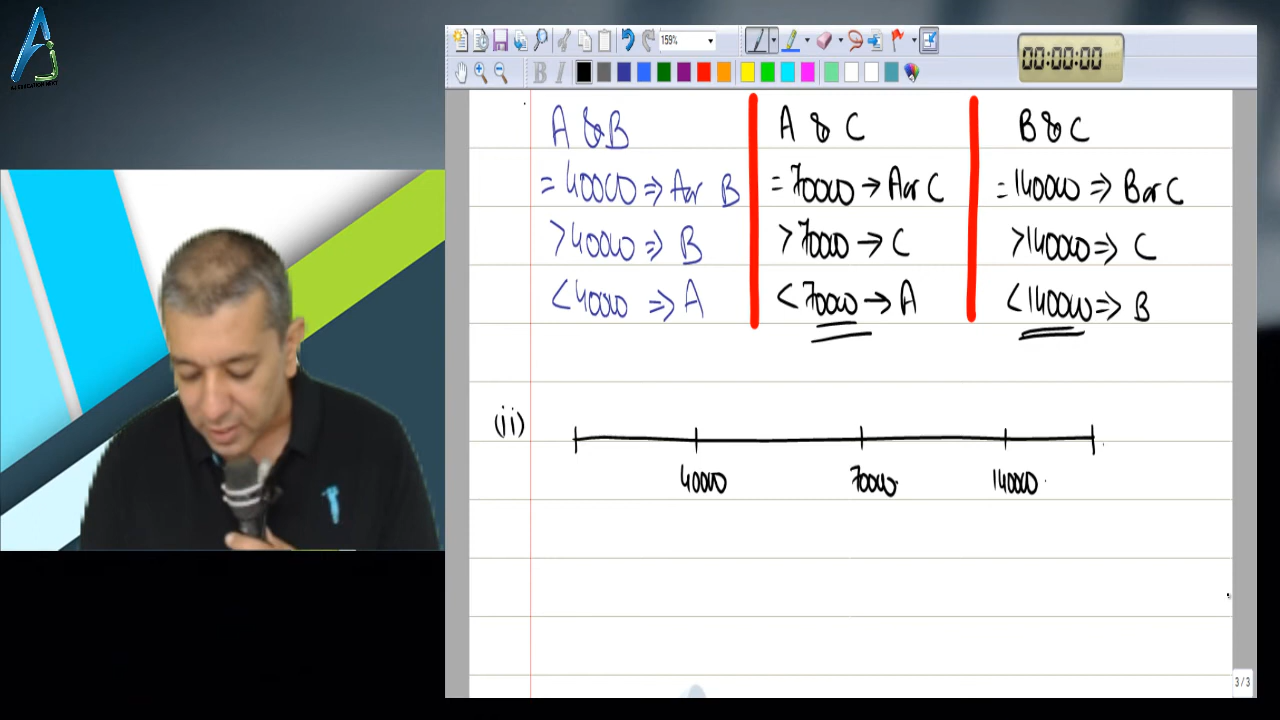 159%
00:00:00
A & B
= 40000 ⇒ A or B
> 40000 ⇒ B
< 40000 ⇒ A
A & C
= 70000 → A or C
> 70000 → C
< 70000 → A
B & C
= 140000 ⇒ B or C
> 140000 ⇒ C
< 140000 ⇒ B
(ii)
40000 70000 140000
3/3